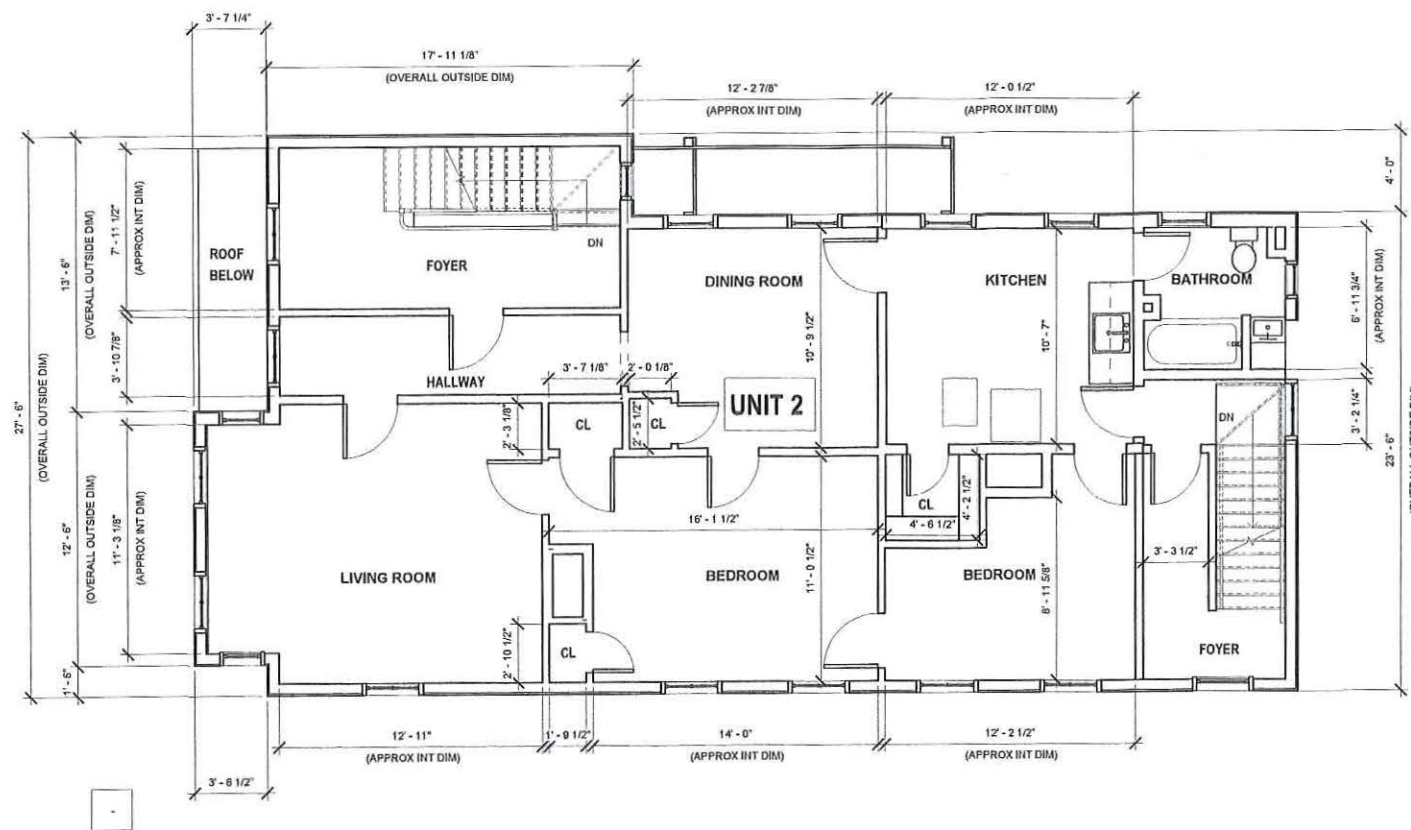 3' - 7 1/4"
17' - 11 1/8"
(OVERALL OUTSIDE DIM)
12' - 2 7/8"
(APPROX INT DIM)
12' - 0 1/2"
(APPROX INT DIM)
27' - 6"
(OVERALL OUTSIDE DIM)
13' - 6"
(OVERALL OUTSIDE DIM)
7' - 11 1/2"
(APPROX INT DIM)
3' - 10 7/8"
12' - 6"
(OVERALL OUTSIDE DIM)
11' - 3 1/8"
(APPROX INT DIM)
1' - 6"
ROOF
BELOW
FOYER
DN
HALLWAY
DINING ROOM
10' - 9 1/2"
KITCHEN
10' - 7"
BATHROOM
4' - 0"
6' - 11 3/4"
(APPROX INT DIM)
3' - 2 1/4"
23' - 6"
3' - 7 1/8"
2' - 0 1/8"
2' - 3 1/8"
CL
2' - 5 1/2"
CL
UNIT 2
DN
CL
4' - 2 1/2"
4' - 6 1/2"
16' - 1 1/2"
LIVING ROOM
BEDROOM
11' - 0 1/2"
BEDROOM
8' - 11 5/8"
3' - 3 1/2"
FOYER
2' - 10 1/2"
CL
12' - 11"
(APPROX INT DIM)
1' - 9 1/2"
14' - 0"
(APPROX INT DIM)
12' - 2 1/2"
(APPROX INT DIM)
3' - 6 1/2"
-